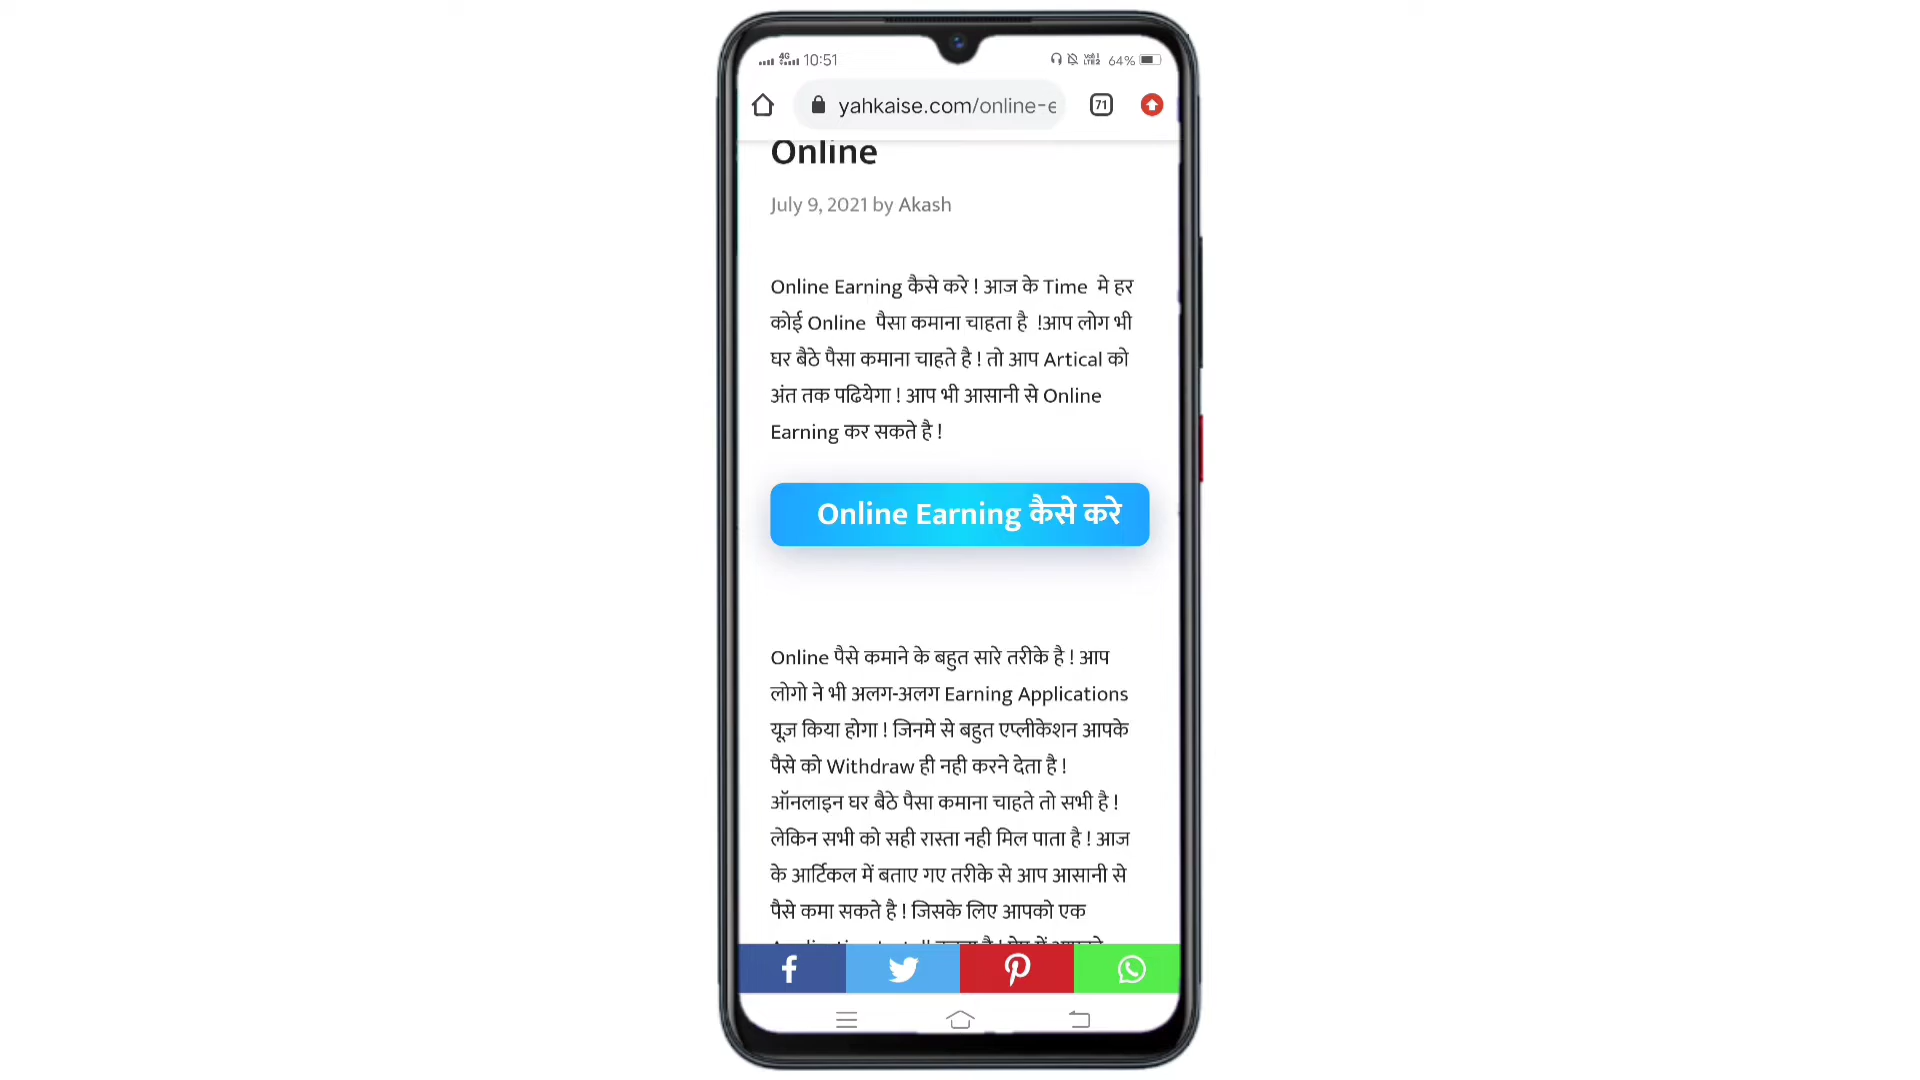 4G 10:51 64%
yahkaise.com/online-e 71
Online
July 9, 2021 by Akash
Online Earning कैसे करे ! आज के Time मे हर
कोई Online पैसा कमाना चाहता है !आप लोग भी
घर बैठे पैसा कमाना चाहते है ! तो आप Artical को
अंत तक पढियेगा ! आप भी आसानी से Online
Earning कर सकते है !
Online Earning कैसे करे
Online पैसे कमाने के बहुत सारे तरीके है ! आप
लोगो ने भी अलग-अलग Earning Applications
यूज़ किया होगा ! जिनमे से बहुत एप्लीकेशन आपके
पैसे को Withdraw ही नही करने देता है !
ऑनलाइन घर बैठे पैसा कमाना चाहते तो सभी है !
लेकिन सभी को सही रास्ता नही मिल पाता है ! आज
के आर्टिकल में बताए गए तरीके से आप आसानी से
पैसे कमा सकते है ! जिसके लिए आपको एक